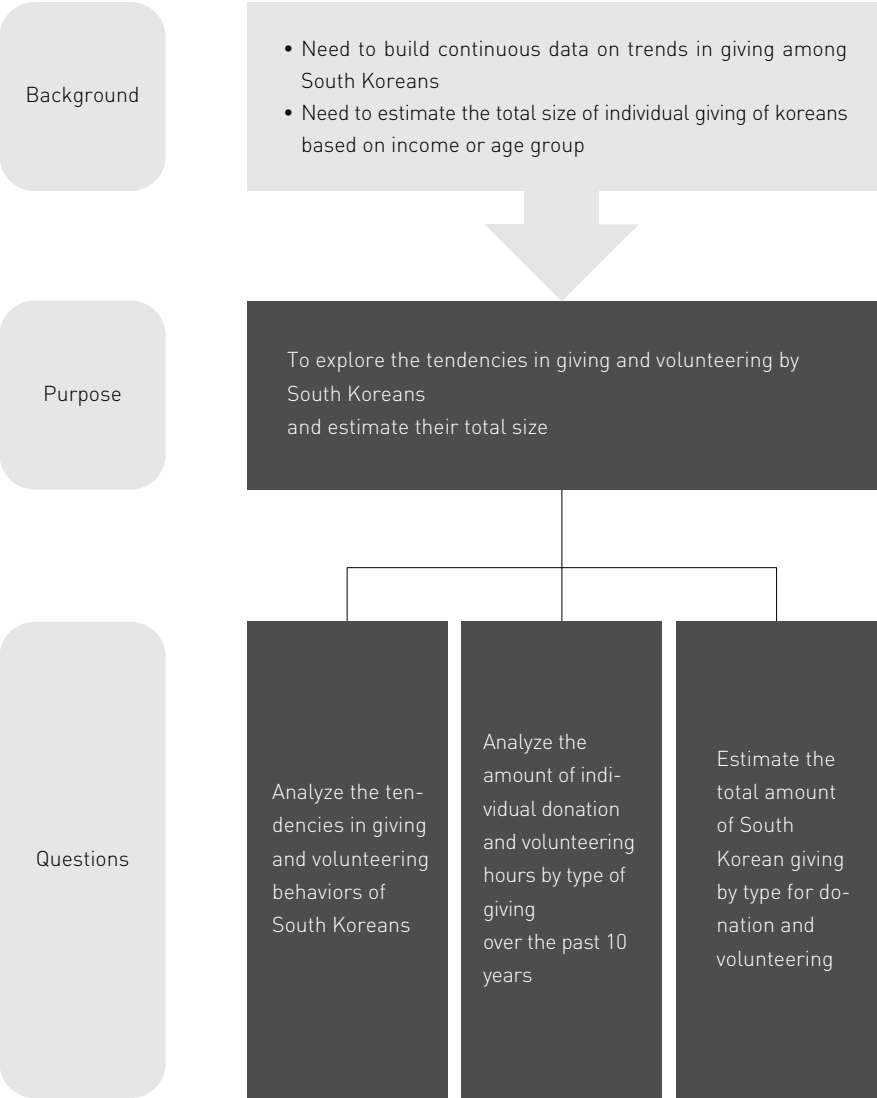 Background
• Need to build continuous data on trends in giving among
South Koreans
• Need to estimate the total size of individual giving of koreans
based on income or age group
Purpose
To explore the tendencies in giving and volunteering by
South Koreans
and estimate their total size
Questions
Analyze the ten-
dencies in giving
and volunteering
behaviors of
South Koreans
Analyze the
amount of indi-
vidual donation
and volunteering
hours by type of
giving
over the past 10
years
Estimate the
total amount
of South
Korean giving
by type for do-
nation and
volunteering